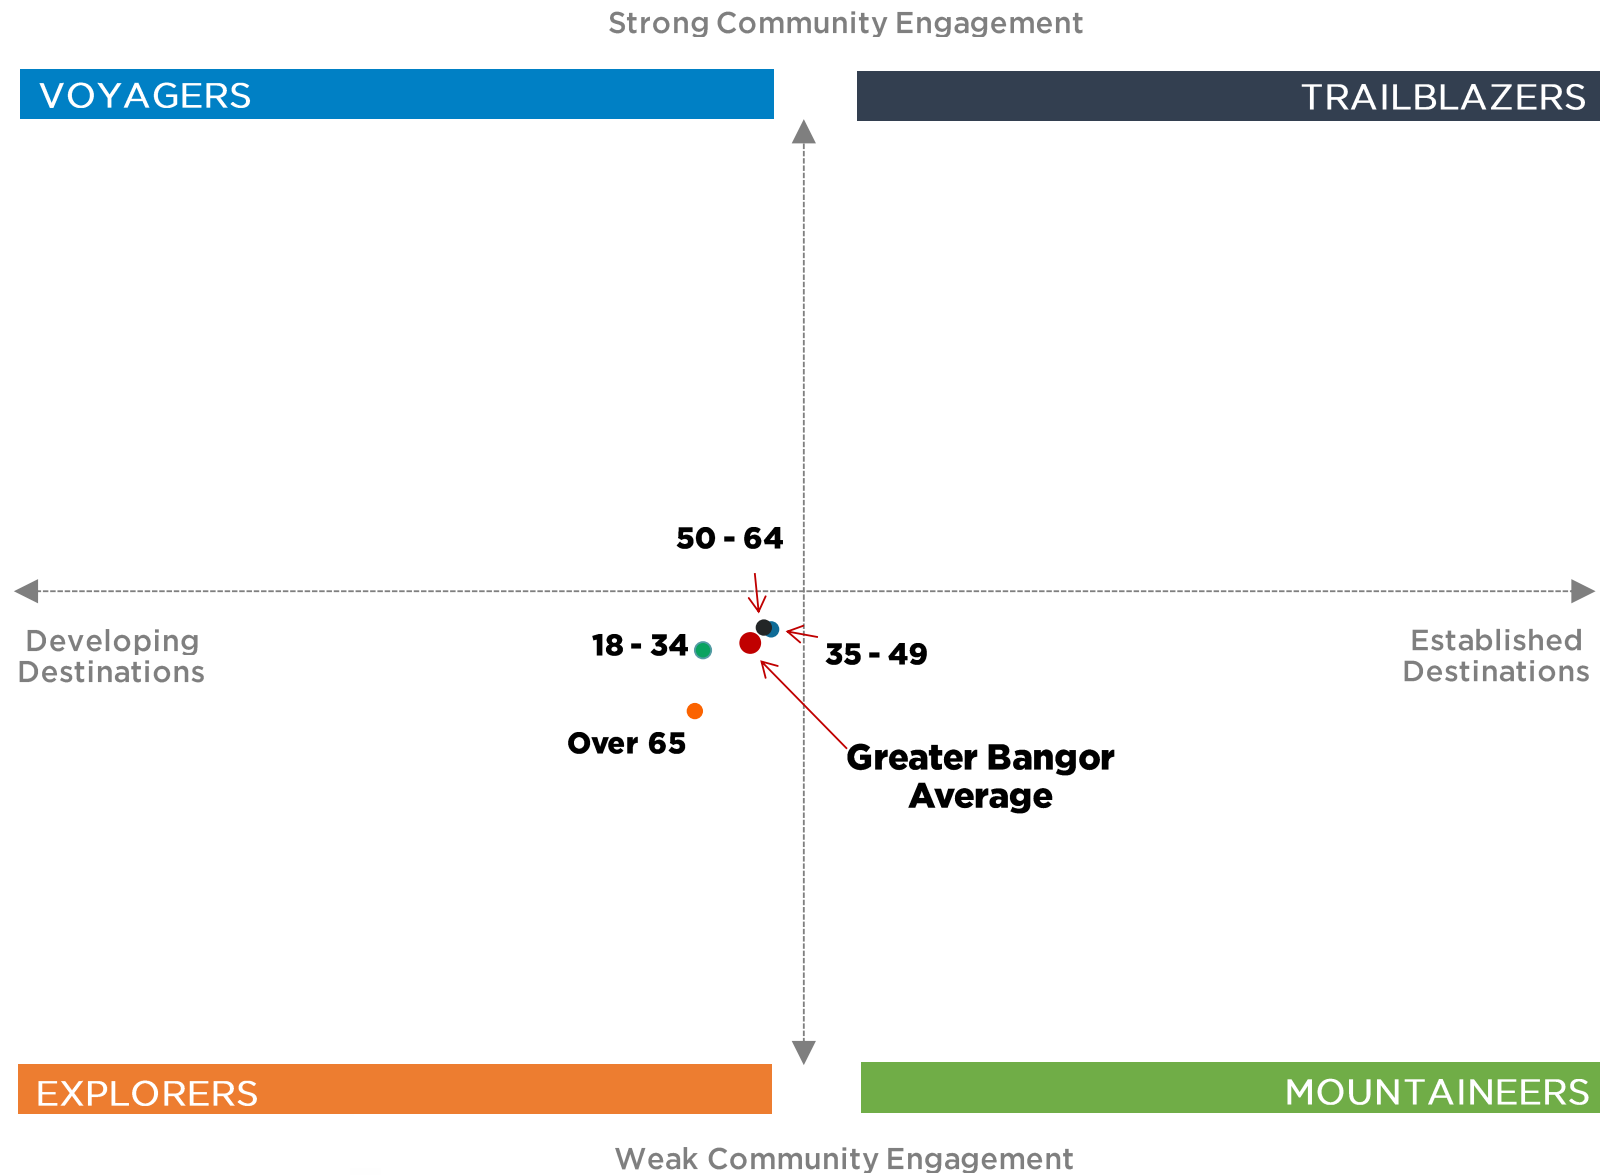 Strong Community Engagement
VOYAGERS
TRAILBLAZERS
50 - 64
Developing
Destinations
18 - 34
35 - 49
Established
Destinations
Over 65
Greater Bangor
Average
EXPLORERS
MOUNTAINEERS
Weak Community Engagement